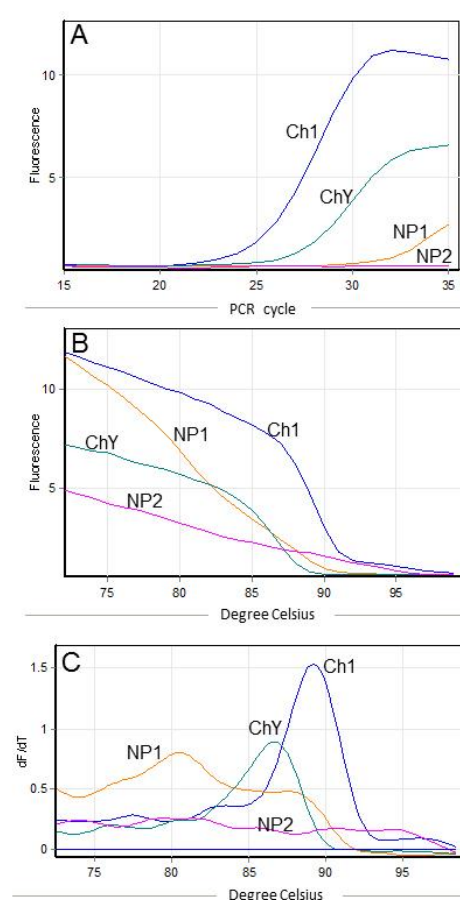 A
10
Fluorescence
5
Ch1
ChY
NP1
NP2
15 20 25 30 35
PCR cycle
B
10
Fluorescence
5
ChY
NP1
Ch1
NP2
75 80 85 90 95
Degree Celsius
C
1.5
1
dF/dT
0.5
0
Ch1
ChY
NP1
NP2
75 80 85 90 95
Degree Celsius